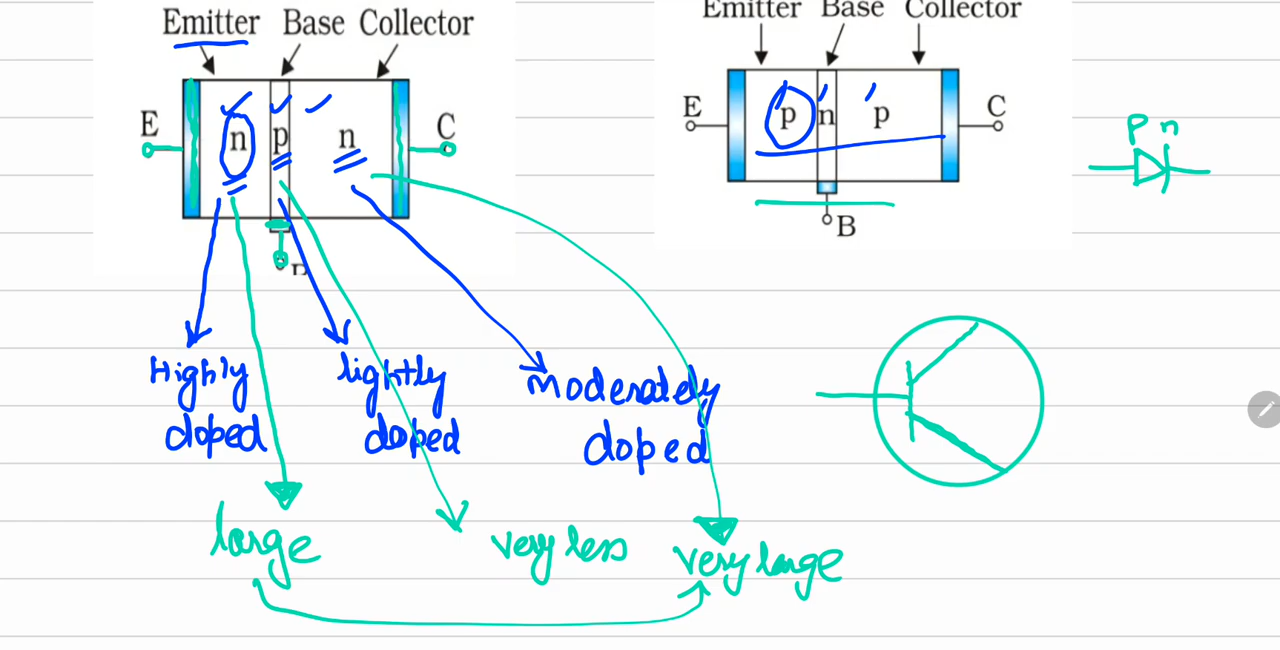 Emitter Base Collector
E n p n C
Emitter Base Collector
E p n p C
B
P n
Highly doped
lightly doped
moderately doped
large
very less
very large